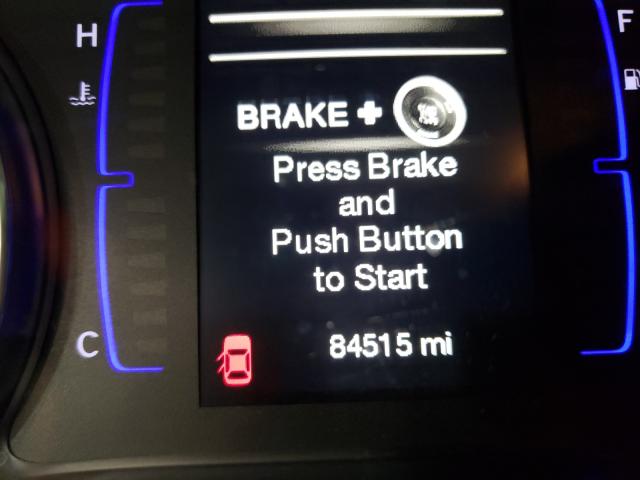 H
F
BRAKE +
Press Brake
and
Push Button
to Start
C
84515 mi